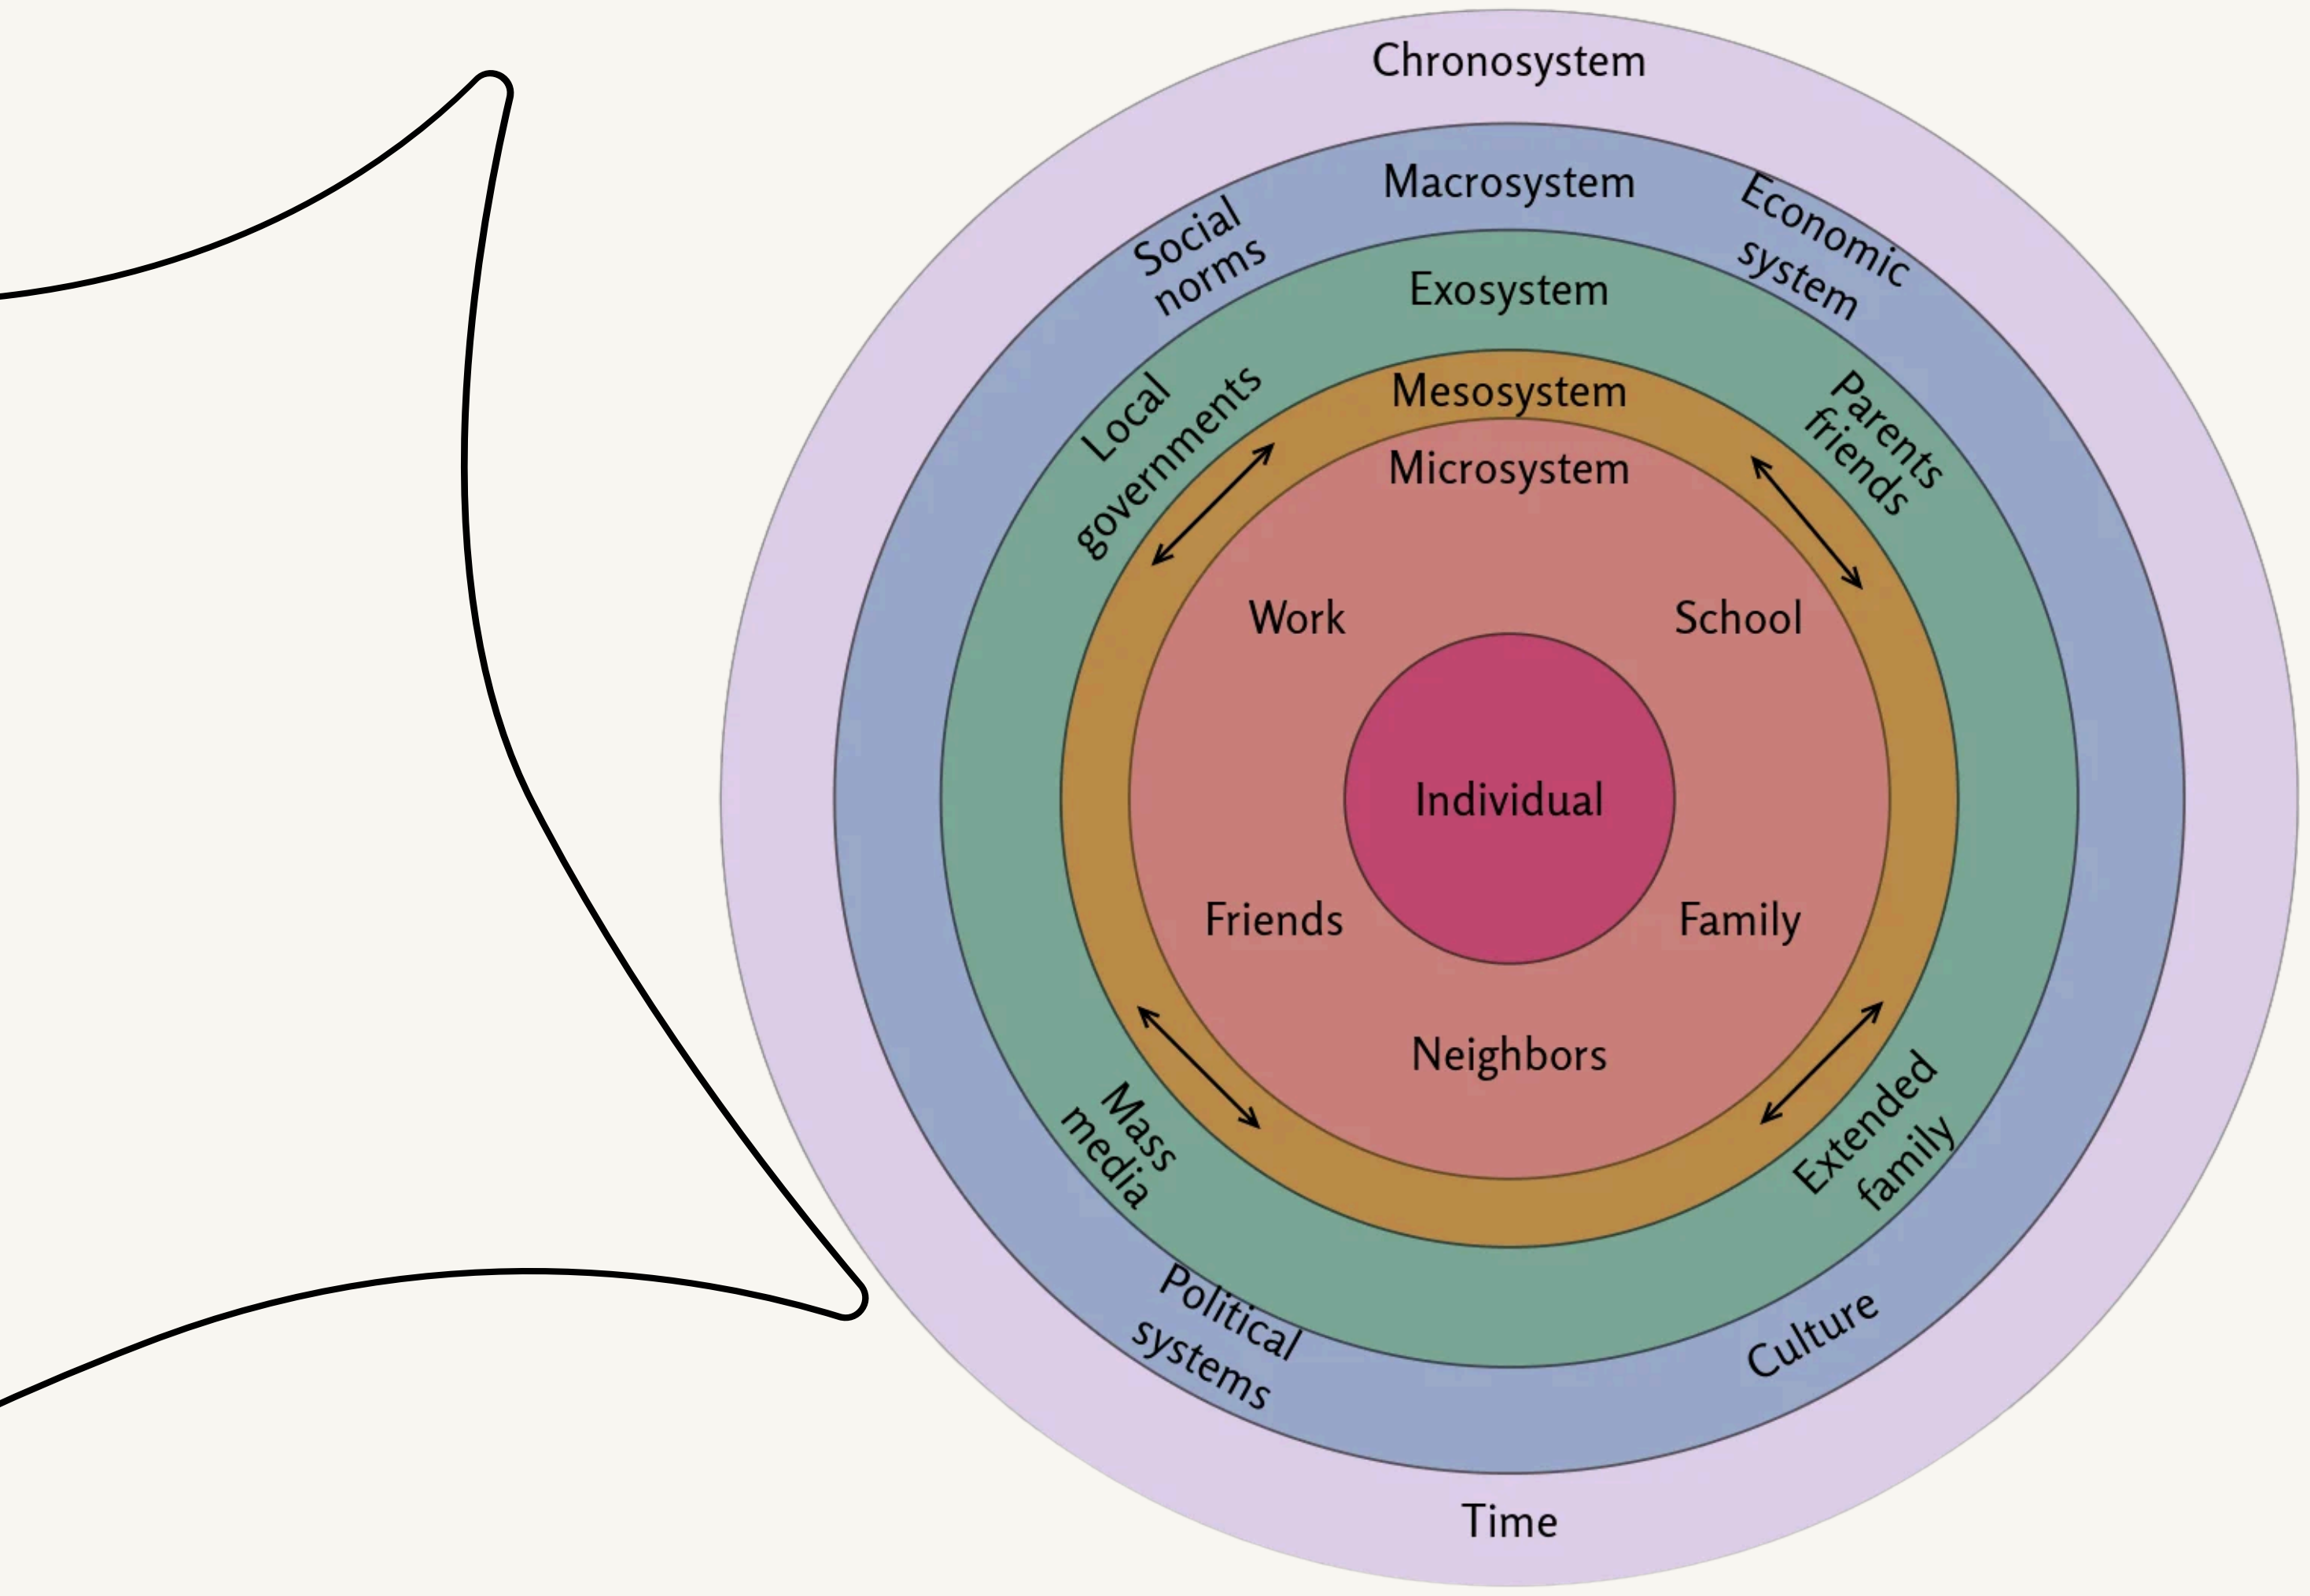 Chronosystem
Macrosystem
Social
norms
Economic
system
Exosystem
Local
governments
Parents
friends
Mesosystem
Microsystem
Work
School
Individual
Friends
Family
Neighbors
Mass
media
Extended
family
Political
systems
Culture
Time